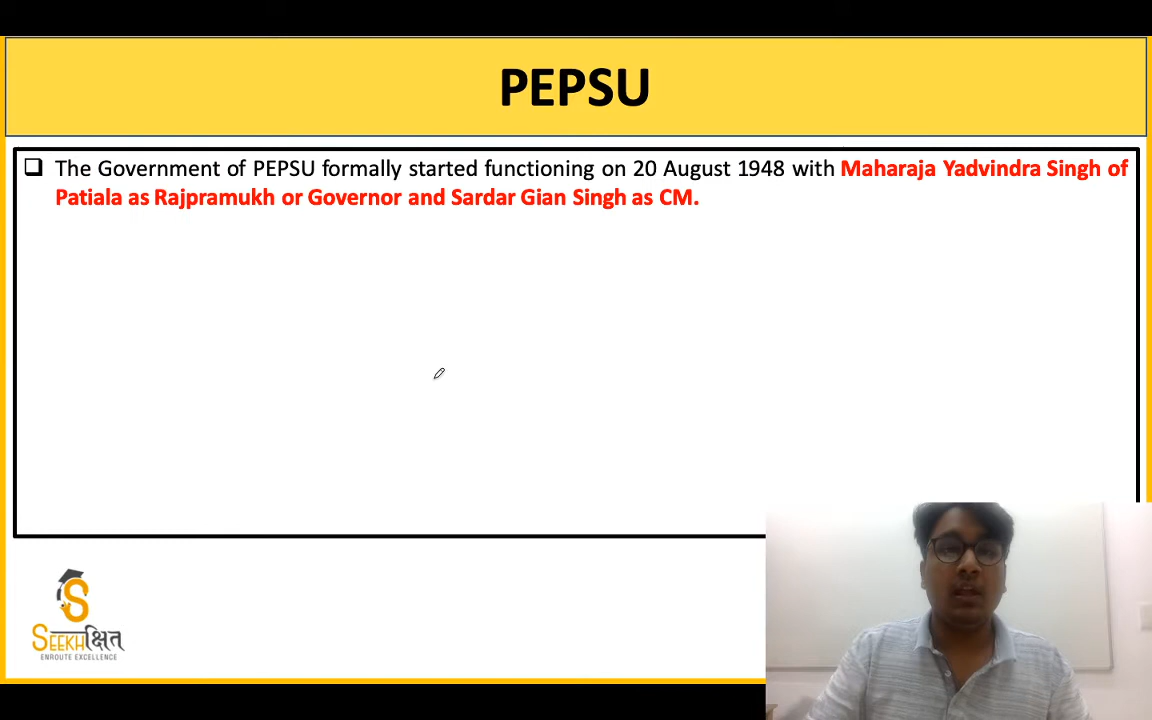 PEPSU
The Government of PEPSU formally started functioning on 20 August 1948 with Maharaja Yadvindra Singh of
Patiala as Rajpramukh or Governor and Sardar Gian Singh as CM.
S
SEEKHक्षित
ENROUTE EXCELLENCE